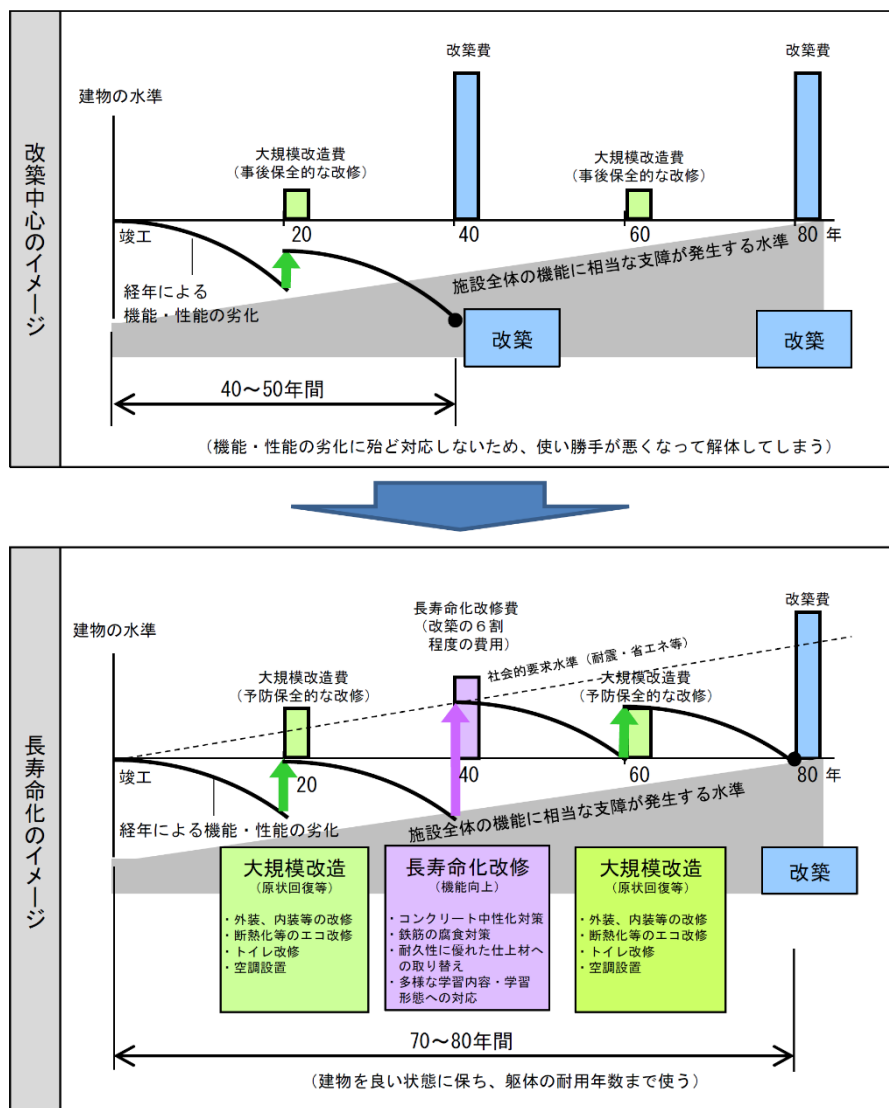 改築中心のイメージ
改築費
改築費
建物の水準
大規模改造費
（事後保全的な改修）
大規模改造費
（事後保全的な改修）
竣工
20
40
60
80 年
経年による
機能・性能の劣化
施設全体の機能に相当な支障が発生する水準
改築
改築
40～50年間
（機能・性能の劣化に殆ど対応しないため、使い勝手が悪くなって解体してしまう）
長寿命化のイメージ
改築費
長寿命化改修費
（改築の６割
程度の費用）
建物の水準
社会的要求水準（耐震・省エネ等）
大規模改造費
（予防保全的な改修）
大規模改造費
（予防保全的な改修）
竣工
20
40
60
80 年
経年による機能・性能の劣化
施設全体の機能に相当な支障が発生する水準
大規模改造
（原状回復等）
・外装、内装等の改修
・断熱化等のエコ改修
・トイレ改修
・空調設置
長寿命化改修
（機能向上）
・コンクリート中性化対策
・鉄筋の腐食対策
・耐久性に優れた仕上材へ
の取り替え
・多様な学習内容・学習
形態への対応
大規模改造
（原状回復等）
・外装、内装等の改修
・断熱化等のエコ改修
・トイレ改修
・空調設置
改築
70～80年間
（建物を良い状態に保ち、躯体の耐用年数まで使う）